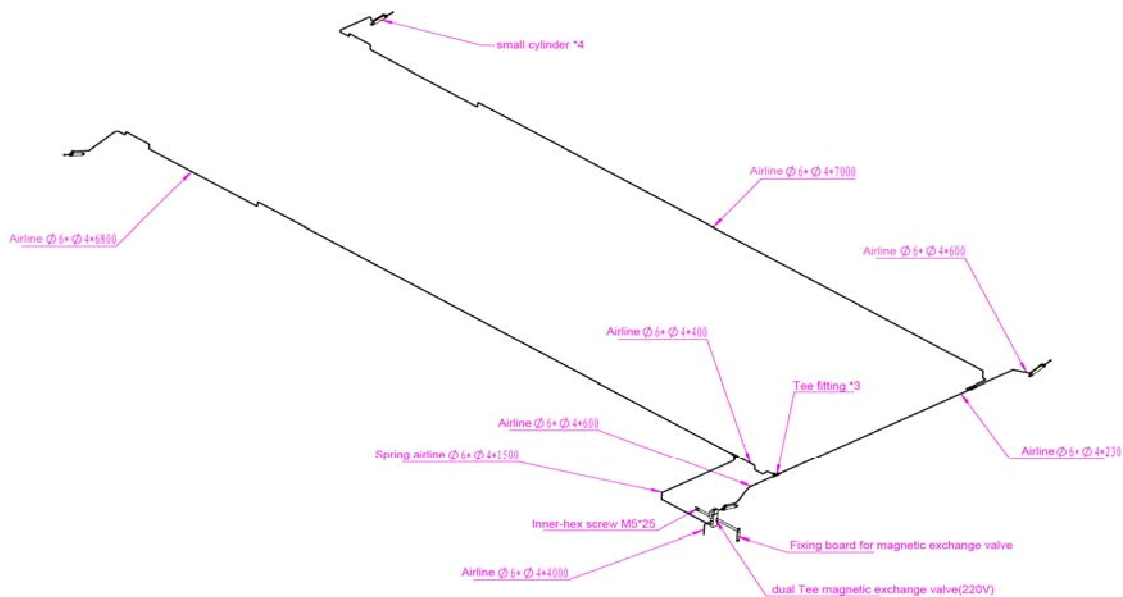 small cylinder *4
Airline Ø 6* Ø 4*7000
Airline Ø 6* Ø 4*6800
Airline Ø 6* Ø 4*600
Airline Ø 6* Ø 4*400
Tee fitting *3
Airline Ø 6* Ø 4*600
Spring airline Ø 6* Ø 4*1500
Airline Ø 6* Ø 4*230
Inner-hex screw M5*25
Fixing board for magnetic exchange valve
Airline Ø 6* Ø 4*4000
dual Tee magnetic exchange valve(220V)